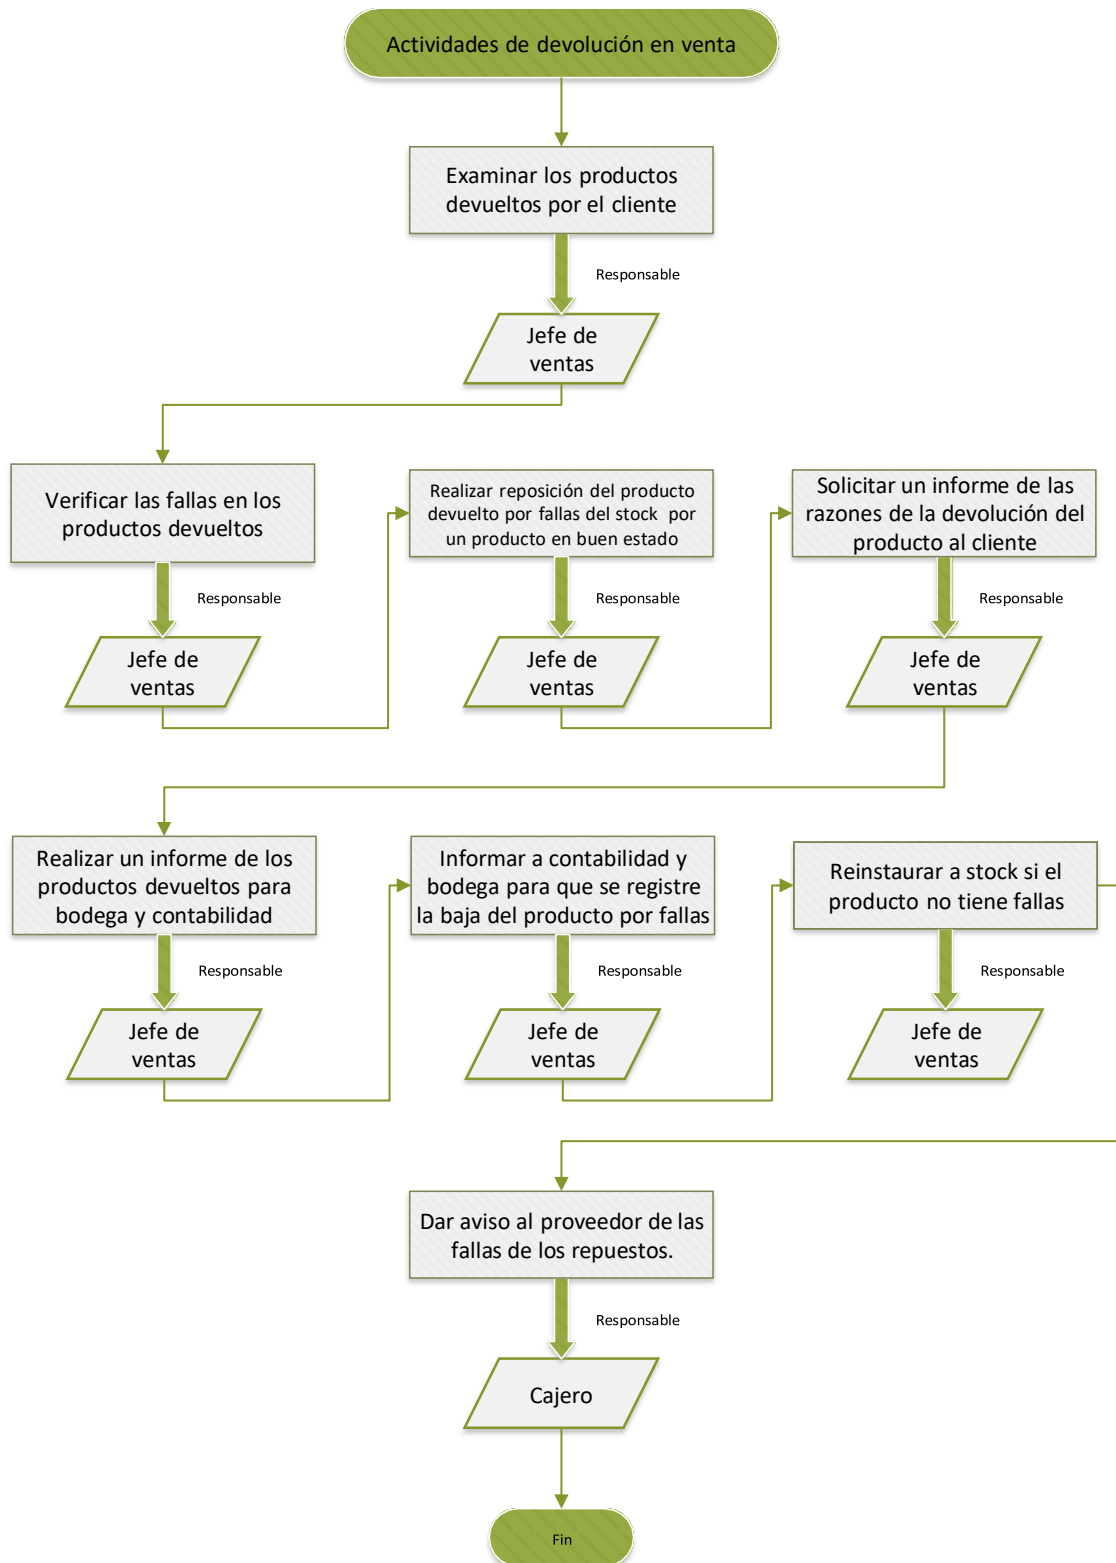 Actividades de devolución en venta
Examinar los productos
devueltos por el cliente
Responsable
Jefe de
ventas
Verificar las fallas en los
productos devueltos
Responsable
Jefe de
ventas
Realizar reposición del producto
devuelto por fallas del stock por
un producto en buen estado
Responsable
Jefe de
ventas
Solicitar un informe de las
razones de la devolución del
producto al cliente
Responsable
Jefe de
ventas
Realizar un informe de los
productos devueltos para
bodega y contabilidad
Responsable
Jefe de
ventas
Informar a contabilidad y
bodega para que se registre
la baja del producto por fallas
Responsable
Jefe de
ventas
Reinstaurar a stock si el
producto no tiene fallas
Responsable
Jefe de
ventas
Dar aviso al proveedor de las
fallas de los repuestos.
Responsable
Cajero
Fin